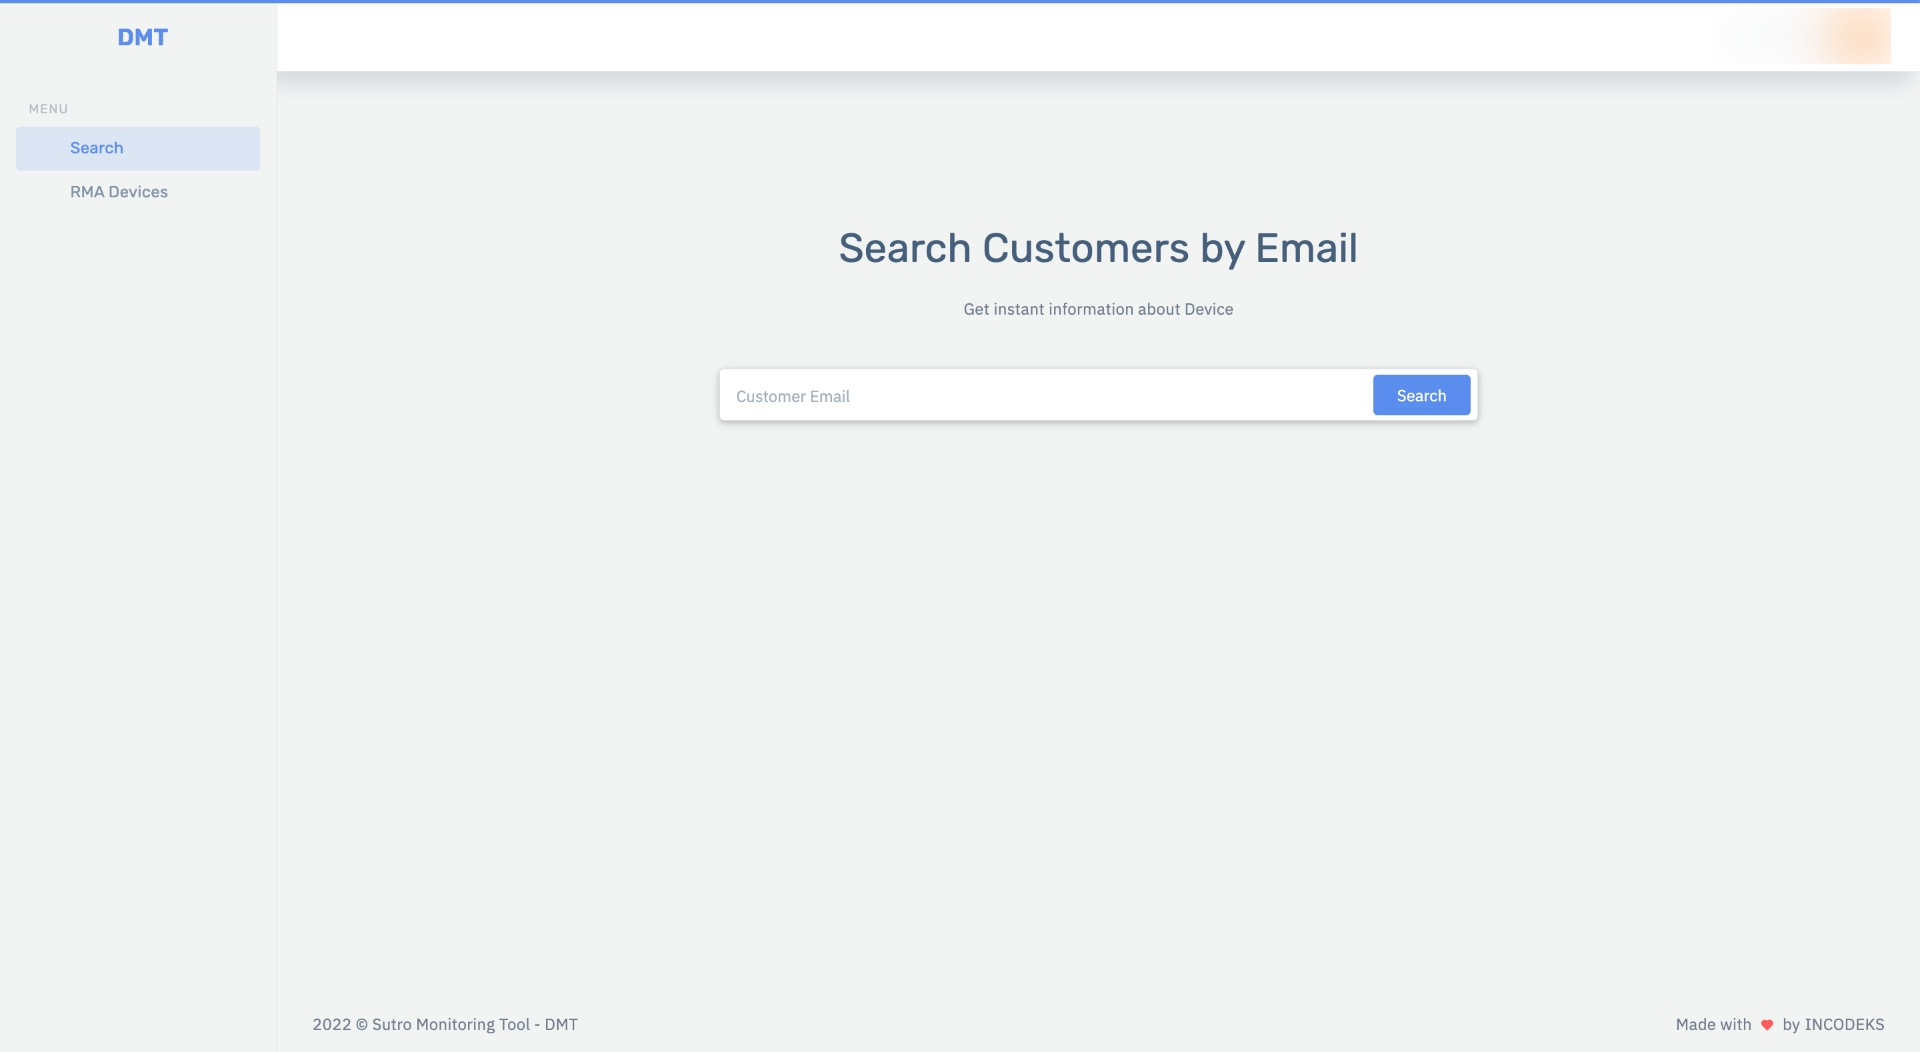 DMT
MENU
Search
RMA Devices
Search Customers by Email
Get instant information about Device
Customer Email
Search
2022 © Sutro Monitoring Tool - DMT
Made with ❤ by INCODEKS